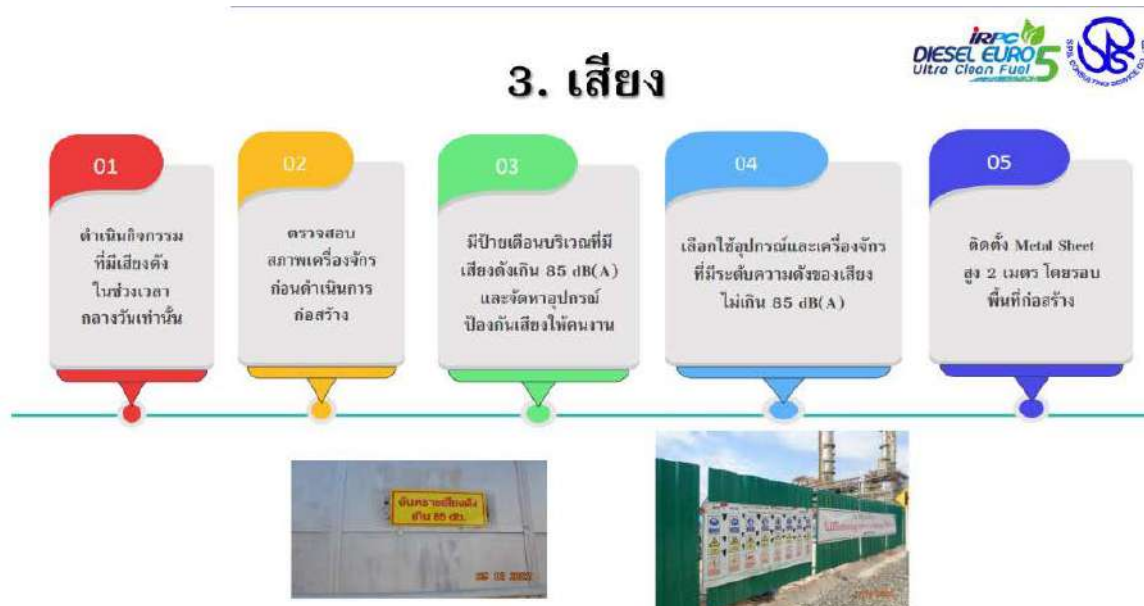 iRPC
DIESEL EURO 5
Ultra Clean Fuel
3. เสียง
01
ดำเนินกิจกรรม
ที่มีเสียงดัง
ในช่วงเวลา
กลางวันเท่านั้น
02
ตรวจสอบ
สภาพเครื่องจักร
ก่อนดำเนินการ
ก่อสร้าง
03
มีป้ายเตือนบริเวณที่มี
เสียงดังเกิน 85 dB(A)
และจัดหาอุปกรณ์
ป้องกันเสียงให้คนงาน
04
เลือกใช้อุปกรณ์และเครื่องจักร
ที่มีระดับความดังของเสียง
ไม่เกิน 85 dB(A)
05
ติดตั้ง Metal Sheet
สูง 2 เมตร โดยรอบ
พื้นที่ก่อสร้าง
อันตรายเสียงดัง
เกิน 85 db.